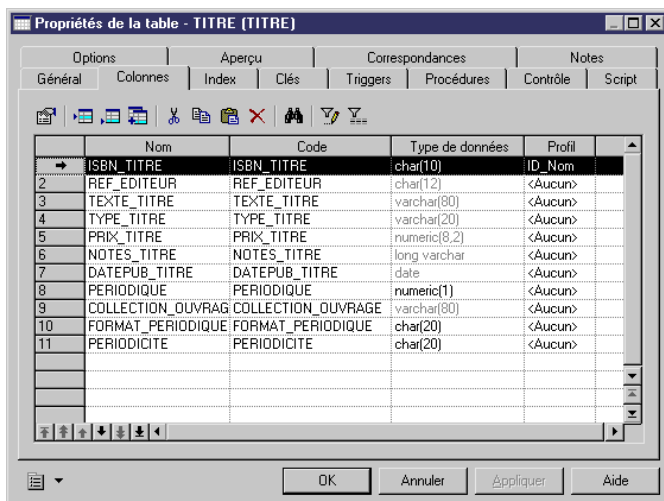 Propriétés de la table - TITRE (TITRE)
Options Aperçu Correspondances Notes
Général Colonnes Index Clés Triggers Procédures Contrôle Script
Nom Code Type de données Profil
ISBN_TITRE ISBN_TITRE char(10) ID_Nom
2 REF_EDITEUR REF_EDITEUR char(12) <Aucun>
3 TEXTE_TITRE TEXTE_TITRE varchar(80) <Aucun>
4 TYPE_TITRE TYPE_TITRE varchar(20) <Aucun>
5 PRIX_TITRE PRIX_TITRE numeric(8,2) <Aucun>
6 NOTES_TITRE NOTES_TITRE long varchar <Aucun>
7 DATEPUB_TITRE DATEPUB_TITRE date <Aucun>
8 PERIODIQUE PERIODIQUE numeric(1) <Aucun>
9 COLLECTION_OUVRAG COLLECTION_OUVRAGE varchar(80) <Aucun>
10 FORMAT_PERIODIQUE FORMAT_PERIODIQUE char(20) <Aucun>
11 PERIODICITE PERIODICITE char(20) <Aucun>
OK Annuler Appliquer Aide